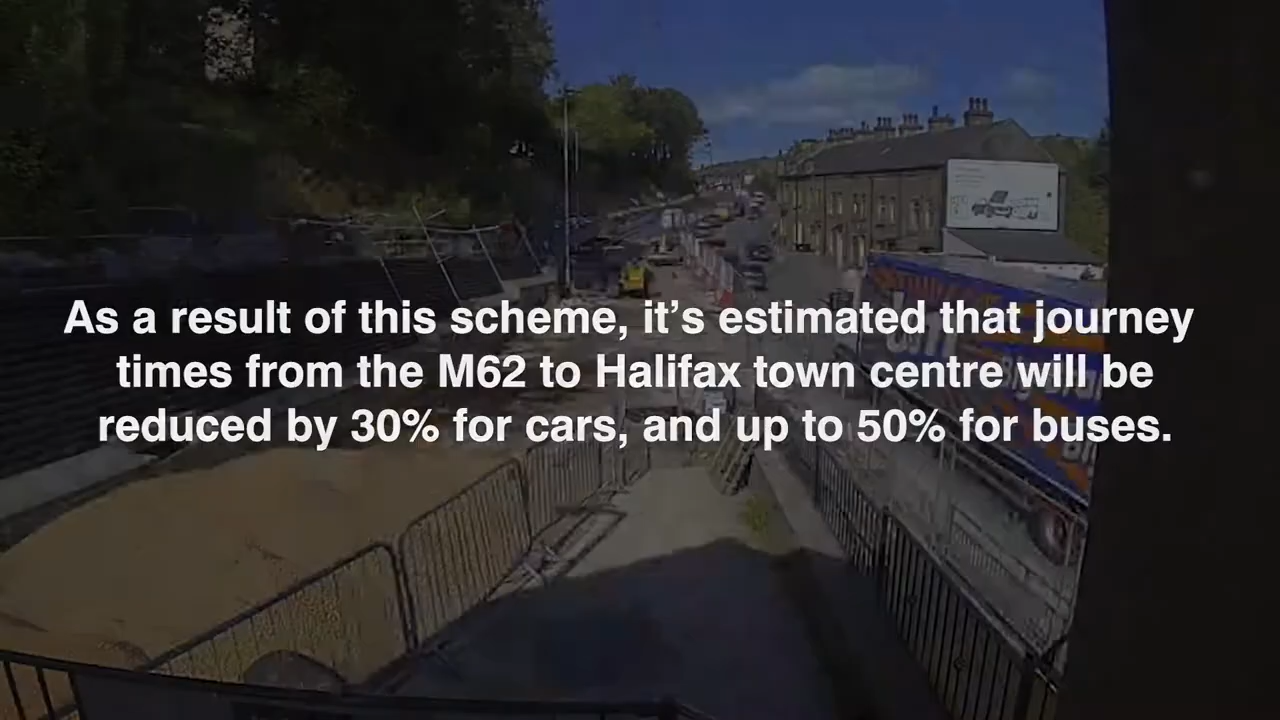 As a result of this scheme, it’s estimated that journey
times from the M62 to Halifax town centre will be
reduced by 30% for cars, and up to 50% for buses.